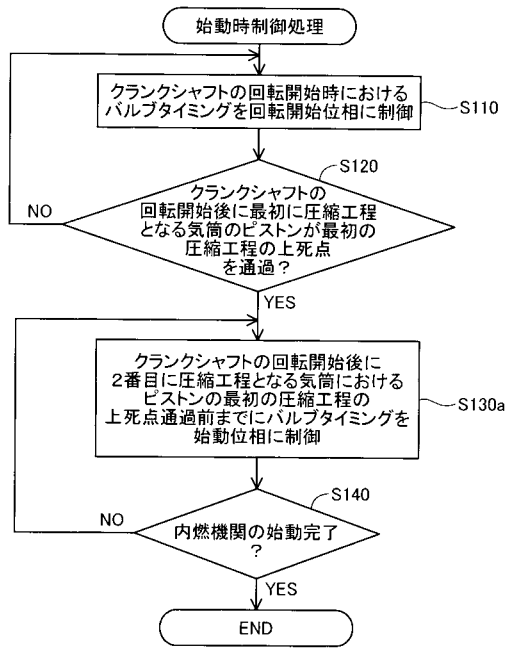 始動時制御処理
クランクシャフトの回転開始時における
バルブタイミングを回転開始位相に制御
S110
S120
クランクシャフトの
回転開始後に最初に圧縮工程
となる気筒のピストンが最初の
圧縮工程の上死点
を通過？
NO
YES
クランクシャフトの回転開始後に
2番目に圧縮工程となる気筒における
ピストンの最初の圧縮工程の
上死点通過前までにバルブタイミングを
始動位相に制御
S130a
S140
NO
内燃機関の始動完了
？
YES
END